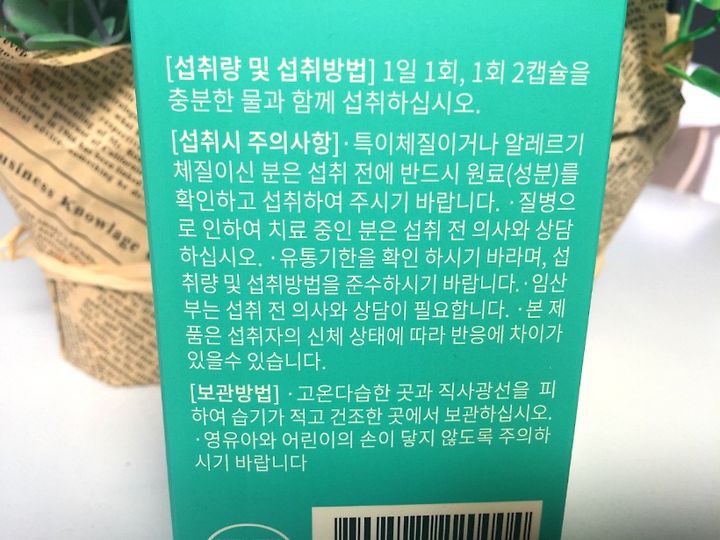 [섭취량 및 섭취방법] 1일 1회, 1회 2캡슐을
충분한 물과 함께 섭취하십시오.
[섭취시 주의사항]·특이체질이거나 알레르기
체질이신 분은 섭취 전에 반드시 원료(성분)를
확인하고 섭취하여 주시기 바랍니다. ·질병으
로 인하여 치료 중인 분은 섭취 전 의사와 상담
하십시오. ·유통기한을 확인 하시기 바라며, 섭
취량 및 섭취방법을 준수하시기 바랍니다.·임산
부는 섭취 전 의사와 상담이 필요합니다. ·본 제
품은 섭취자의 신체 상태에 따라 반응에 차이가
있을수 있습니다.
[보관방법] ·고온다습한 곳과 직사광선을 피
하여 습기가 적고 건조한 곳에서 보관하십시오.
·영유아와 어린이의 손이 닿지 않도록 주의하
시기 바랍니다
usiness Knowlage